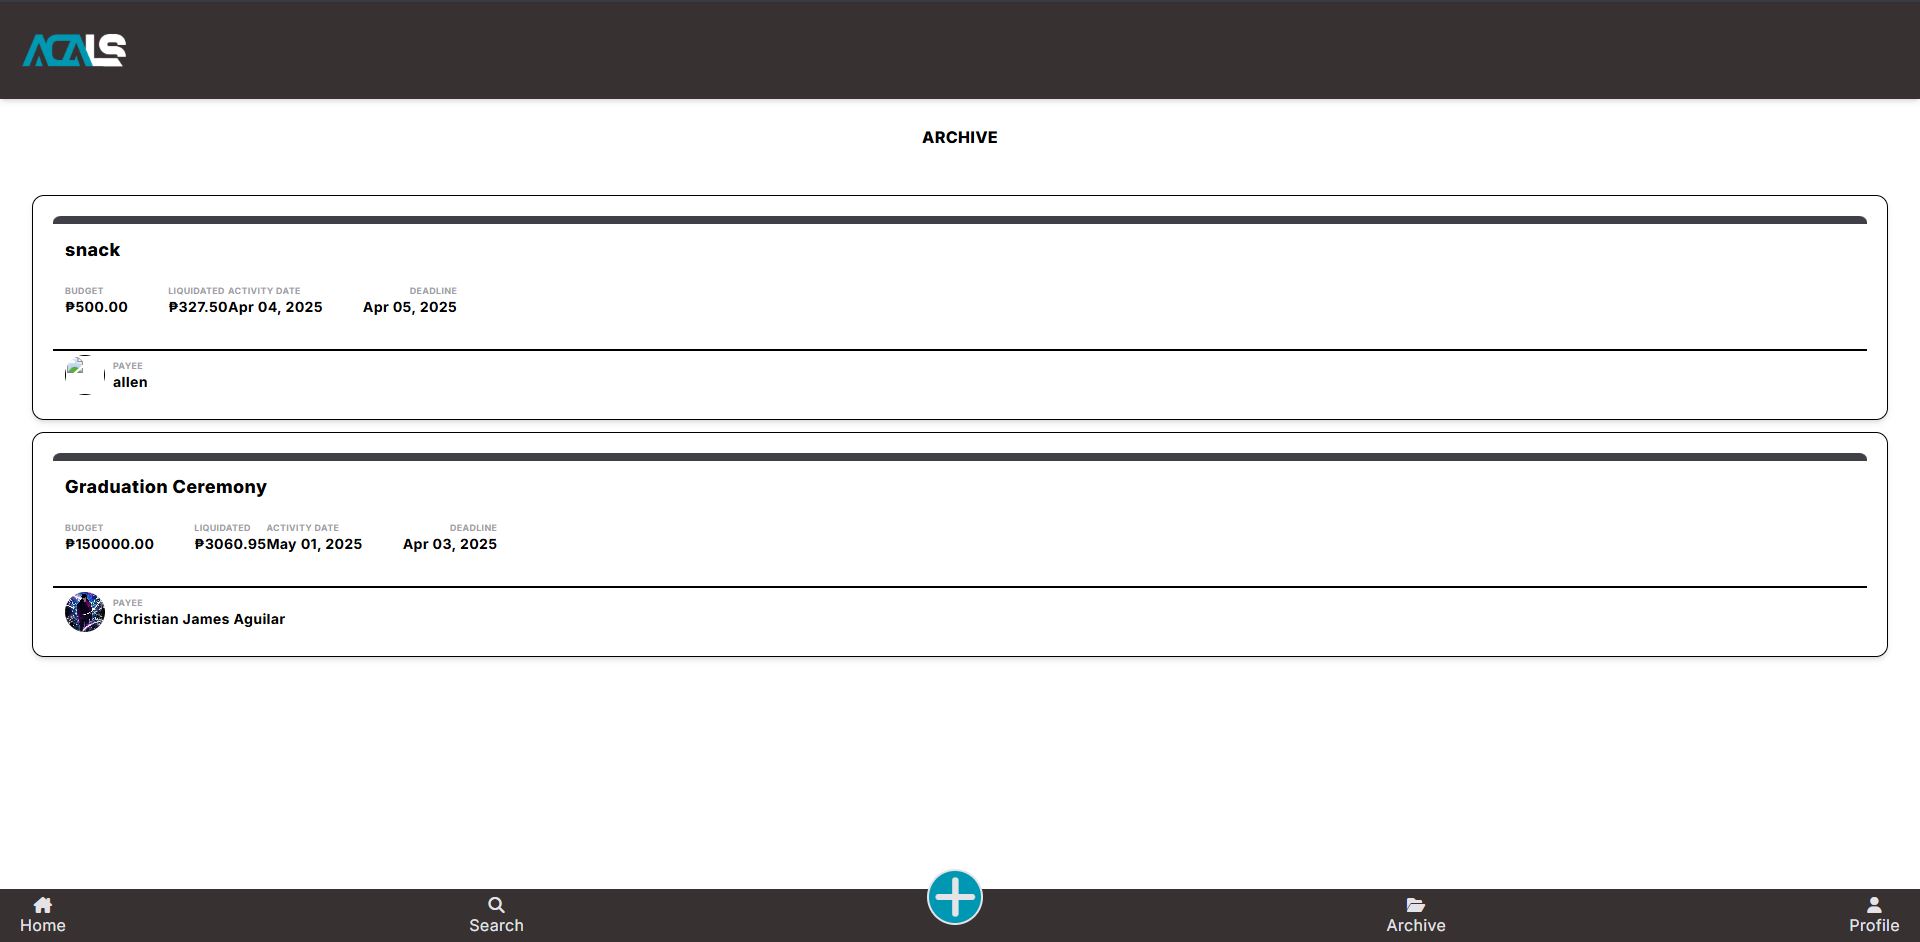 ACALS
ARCHIVE
snack
BUDGET LIQUIDATED ACTIVITY DATE DEADLINE
₱500.00 ₱327.50Apr 04, 2025 Apr 05, 2025
PAYEE
allen
Graduation Ceremony
BUDGET LIQUIDATED ACTIVITY DATE DEADLINE
₱150000.00 ₱3060.95May 01, 2025 Apr 03, 2025
PAYEE
Christian James Aguilar
Home Search Archive Profile